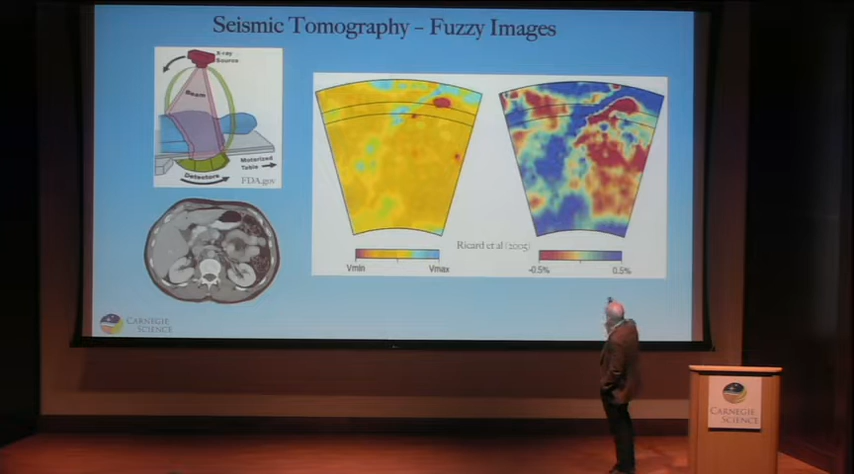 Seismic Tomography – Fuzzy Images
X-ray
Source
Beam
Motorized
Table
Detectors
FDA.gov
Ricard et al (2005)
Vmin
Vmax
-0.5%
0.5%
CARNEGIE
SCIENCE
CARNEGIE
SCIENCE